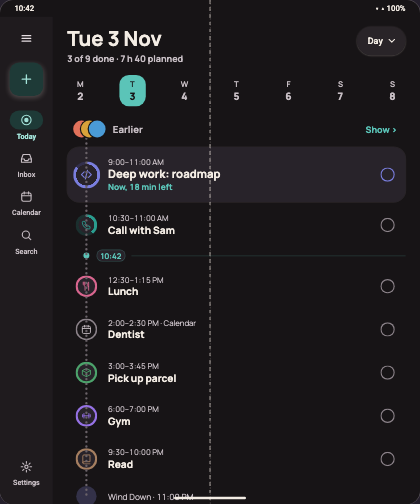 10:42
100%
Tue 3 Nov
3 of 9 done · 7 h 40 planned
Day
M T W T F S S
2 3 4 5 6 7 8
Today
Inbox
Calendar
Search
Settings
Earlier
Show ›
9:00–11:00 AM
Deep work: roadmap
Now, 18 min left
10:30–11:00 AM
Call with Sam
10:42
12:30–1:15 PM
Lunch
2:00–2:30 PM · Calendar
Dentist
3:00–3:45 PM
Pick up parcel
6:00–7:00 PM
Gym
9:30–10:00 PM
Read
Wind Down · 11:00 PM